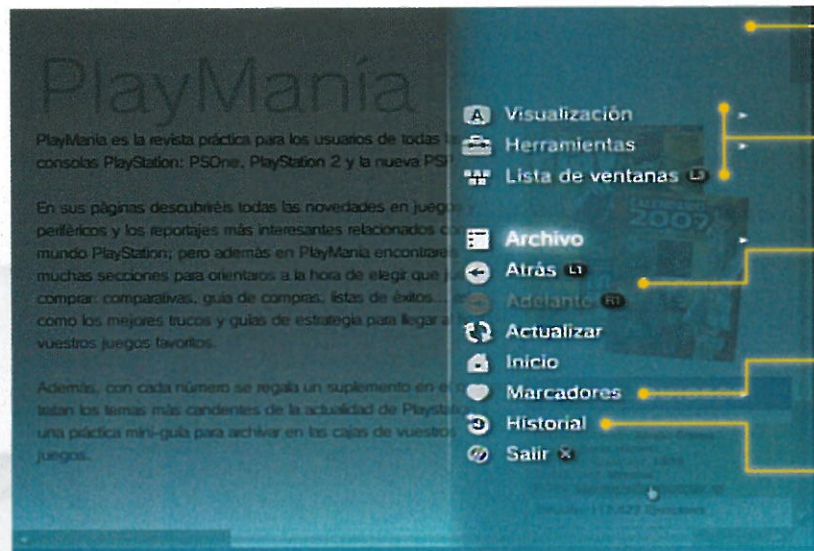 PlayManía
PlayManía es la revista práctica para los usuarios de todas las
consolas PlayStation: PSOne, PlayStation 2 y la nueva PSP.
En sus páginas descubriréis todas las novedades en juegos y
periféricos y los reportajes más interesantes relacionados con
mundo PlayStation; pero además en PlayManía encontraréis
muchas secciones para orientaros a la hora de elegir que
comprar: comparativas, guía de compras, listas de éxitos...
como los mejores trucos y guías de estrategia para llegar al
vuestros juegos favoritos.
Además, con cada número se regala un suplemento en el
tratan los temas más candentes de la actualidad de Playstation
una práctica mini-guía para archivar en las cajas de vuestros
juegos.
Visualización
Herramientas
Lista de ventanas L3
Archivo
Atrás L1
Adelante R1
Actualizar
Inicio
Marcadores
Historial
Salir
CALENDARIO
2007